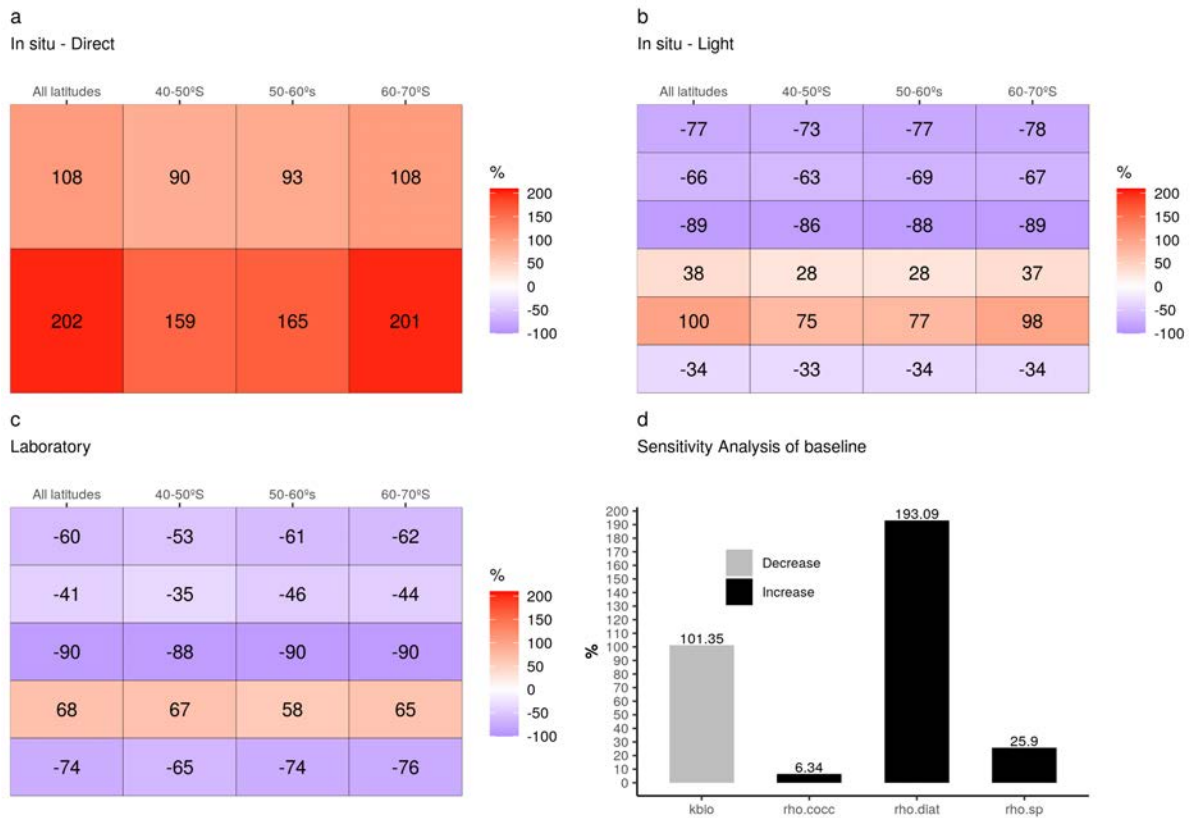 a
In situ - Direct
All latitudes 40-50ºS 50-60ºs 60-70ºS
108 90 93 108
202 159 165 201
%
200
150
100
50
0
-50
-100
b
In situ - Light
All latitudes 40-50ºS 50-60ºs 60-70ºS
-77 -73 -77 -78
-66 -63 -69 -67
-89 -86 -88 -89
38 28 28 37
100 75 77 98
-34 -33 -34 -34
%
200
150
100
50
0
-50
-100
c
Laboratory
All latitudes 40-50ºS 50-60ºs 60-70ºS
-60 -53 -61 -62
-41 -35 -46 -44
-90 -88 -90 -90
68 67 58 65
-74 -65 -74 -76
%
200
150
100
50
0
-50
-100
d
Sensitivity Analysis of baseline
%
200
190
180
170
160
150
140
130
120
110
100
90
80
70
60
50
40
30
20
10
0
Decrease
Increase
101.35
6.34
193.09
25.9
kblo rho.cocc rho.diat rho.sp